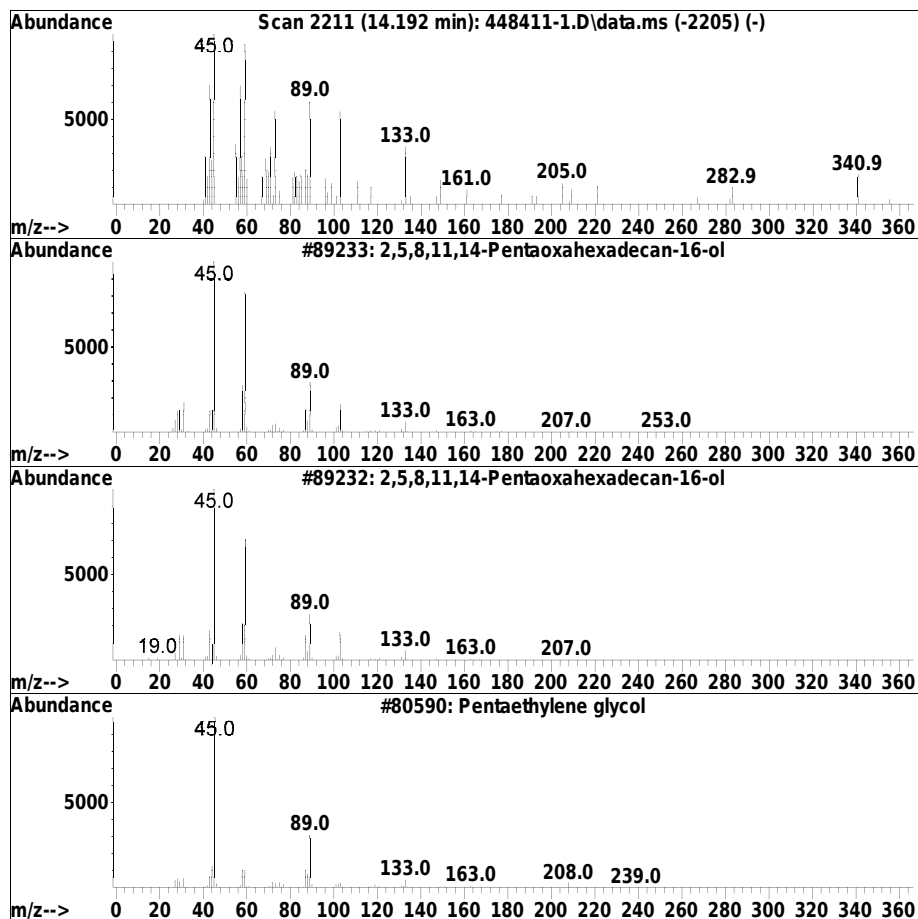 Abundance Scan 2211 (14.192 min): 448411-1.D\data.ms (-2205) (-)
45.0
89.0
5000
133.0
161.0 205.0 282.9 340.9
m/z--> 0 20 40 60 80 100 120 140 160 180 200 220 240 260 280 300 320 340 360
Abundance #89233: 2,5,8,11,14-Pentaoxahexadecan-16-ol
45.0
5000
89.0
133.0 163.0 207.0 253.0
m/z--> 0 20 40 60 80 100 120 140 160 180 200 220 240 260 280 300 320 340 360
Abundance #89232: 2,5,8,11,14-Pentaoxahexadecan-16-ol
45.0
5000
89.0
19.0 133.0 163.0 207.0
m/z--> 0 20 40 60 80 100 120 140 160 180 200 220 240 260 280 300 320 340 360
Abundance #80590: Pentaethylene glycol
45.0
5000
89.0
133.0 163.0 208.0 239.0
m/z--> 0 20 40 60 80 100 120 140 160 180 200 220 240 260 280 300 320 340 360